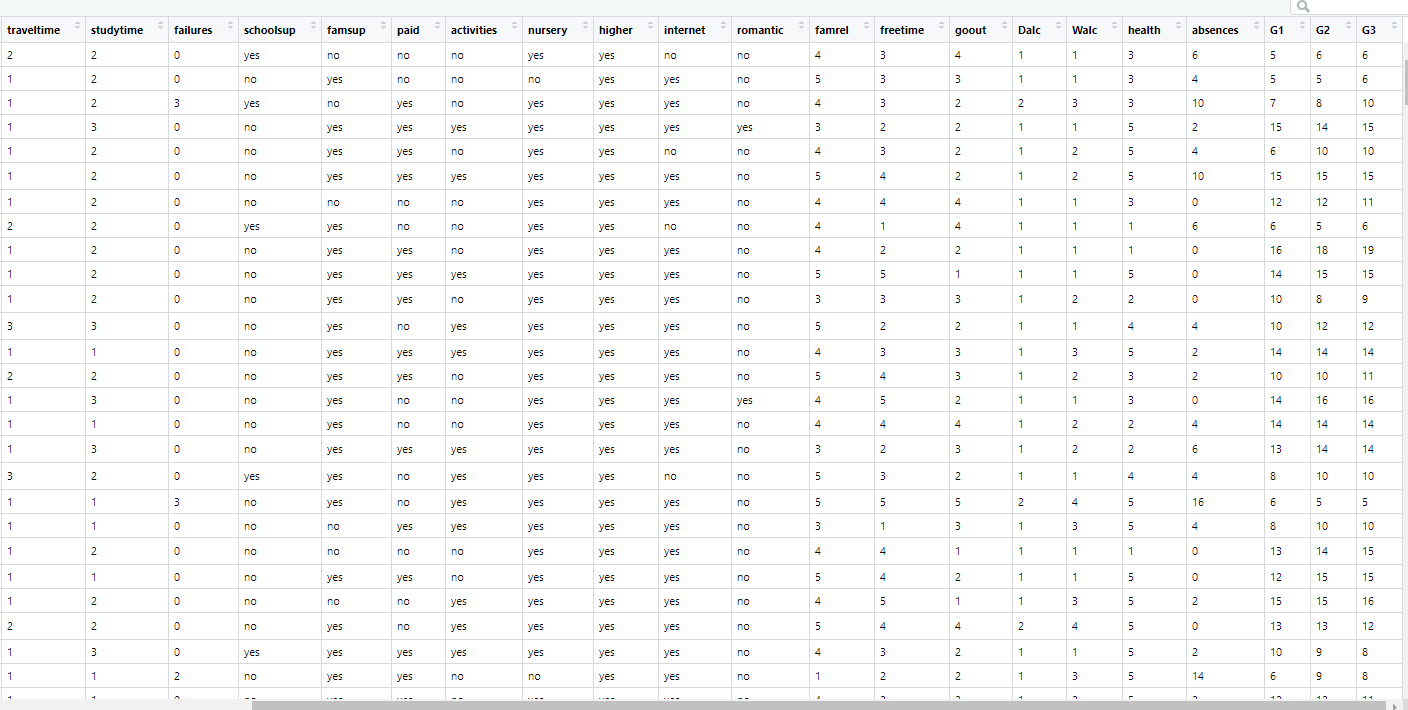 traveltime studytime failures schoolsup famsup paid activities nursery higher internet romantic famrel freetime goout Dalc Walc health absences G1 G2 G3
2 2 0 yes no no no yes yes no no 4 3 4 1 1 3 6 5 6 6
1 2 0 no yes no no no yes yes no 5 3 3 1 1 3 4 5 5 6
1 2 3 yes no yes no yes yes yes no 4 3 2 2 3 3 10 7 8 10
1 3 0 no yes yes yes yes yes yes yes 3 2 2 1 1 5 2 15 14 15
1 2 0 no yes yes no yes yes no no 4 3 2 1 2 5 4 6 10 10
1 2 0 no yes yes yes yes yes yes no 5 4 2 1 2 5 10 15 15 15
1 2 0 no no no no yes yes yes no 4 4 4 1 1 3 0 12 12 11
2 2 0 yes yes no no yes yes no no 4 1 4 1 1 1 6 6 5 6
1 2 0 no yes yes no yes yes yes no 4 2 2 1 1 1 0 16 18 19
1 2 0 no yes yes yes yes yes yes no 5 5 1 1 1 5 0 14 15 15
1 2 0 no yes yes no yes yes yes no 3 3 3 1 2 2 0 10 8 9
3 3 0 no yes no yes yes yes yes no 5 2 2 1 1 4 4 10 12 12
1 1 0 no yes yes yes yes yes yes no 4 3 3 1 3 5 2 14 14 14
2 2 0 no yes yes no yes yes yes no 5 4 3 1 2 3 2 10 10 11
1 3 0 no yes no no yes yes yes yes 4 5 2 1 1 3 0 14 16 16
1 1 0 no yes no no yes yes yes no 4 4 4 1 2 2 4 14 14 14
1 3 0 no yes yes yes yes yes yes no 3 2 3 1 2 2 6 13 14 14
3 2 0 yes yes no yes yes yes no no 5 3 2 1 1 4 4 8 10 10
1 1 3 no yes no yes yes yes yes no 5 5 5 2 4 5 16 6 5 5
1 1 0 no no yes yes yes yes yes no 3 1 3 1 3 5 4 8 10 10
1 2 0 no no no no yes yes yes no 4 4 1 1 1 1 0 13 14 15
1 1 0 no yes yes no yes yes yes no 5 4 2 1 1 5 0 12 15 15
1 2 0 no no no yes yes yes yes no 4 5 1 1 3 5 2 15 15 16
2 2 0 no yes no yes yes yes yes no 5 4 4 2 4 5 0 13 13 12
1 3 0 yes yes yes yes yes yes yes no 4 3 2 1 1 5 2 10 9 8
1 1 2 no yes yes no no yes yes no 1 2 2 1 3 5 14 6 9 8